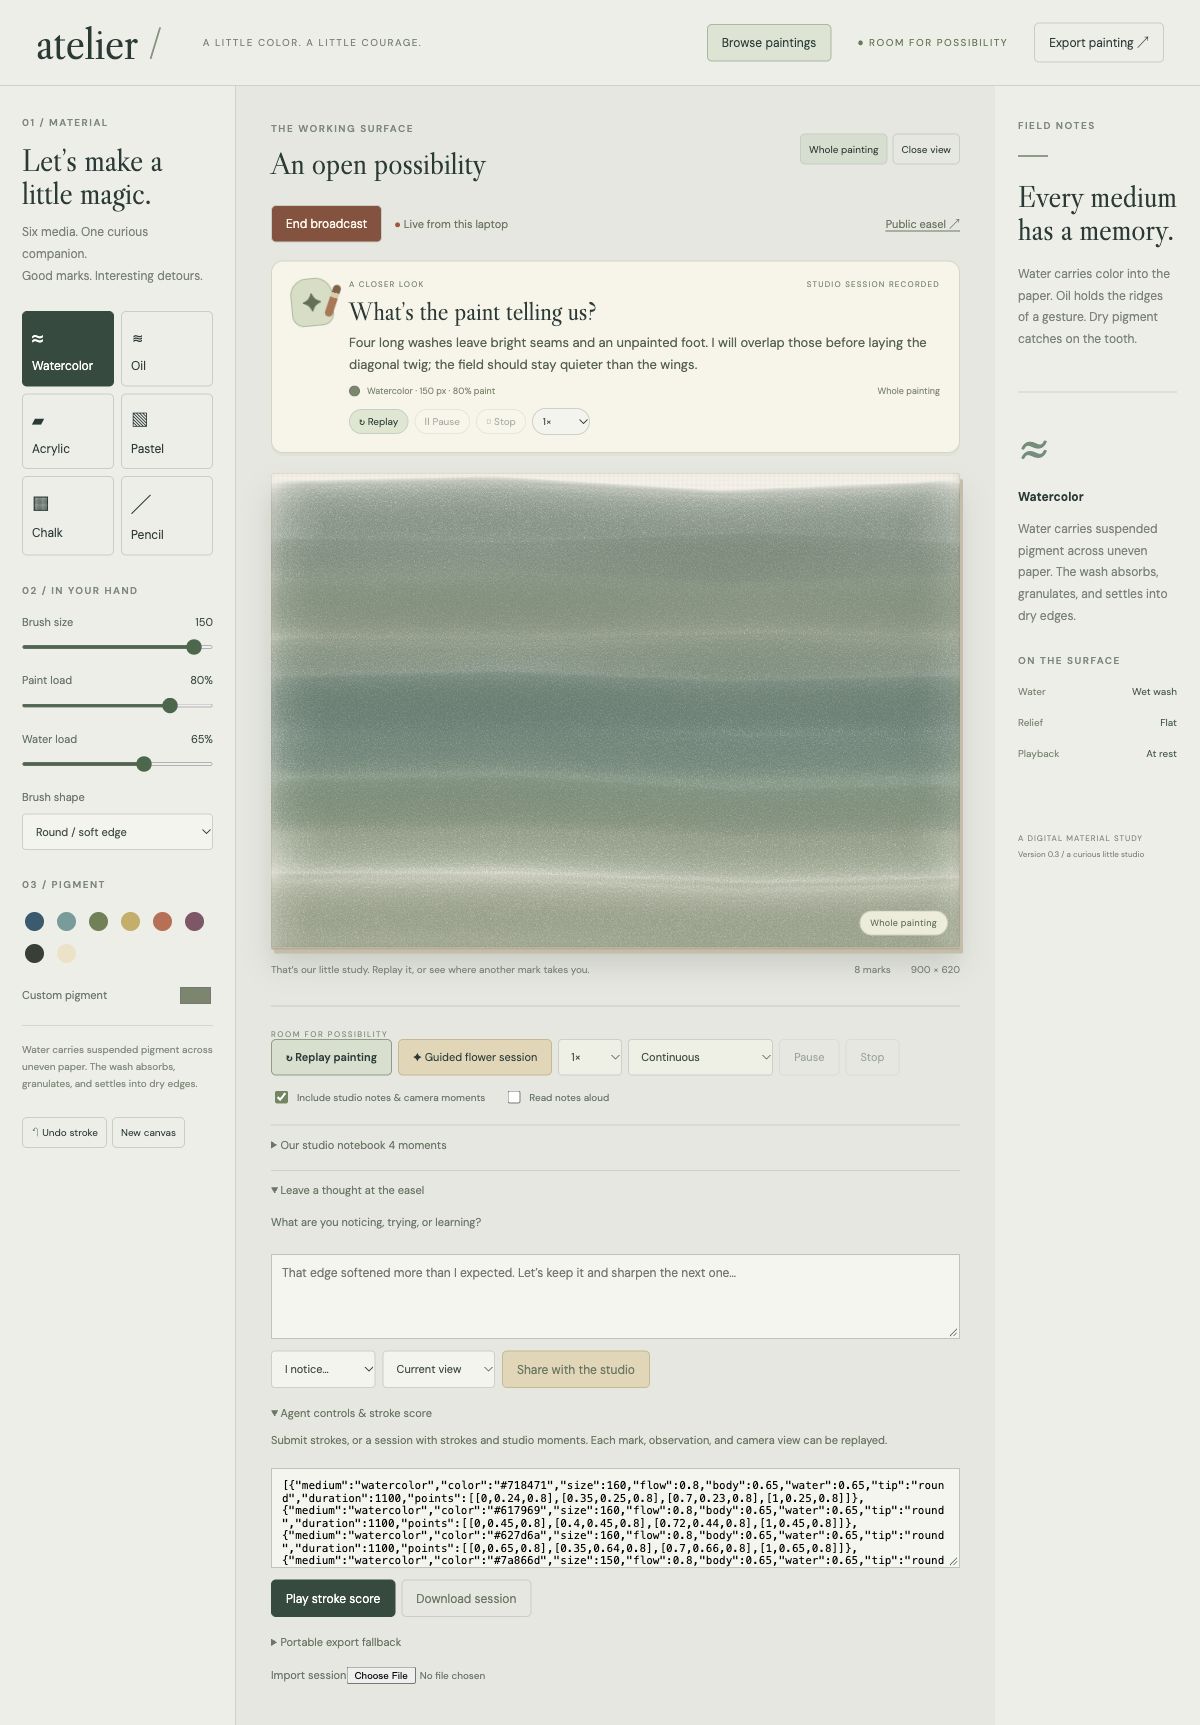 atelier /
A LITTLE COLOR. A LITTLE COURAGE.
Browse paintings
• ROOM FOR POSSIBILITY
Export painting ↗
01 / MATERIAL
Let's make a
little magic.
Six media. One curious
companion.
Good marks. Interesting detours.
Watercolor
Oil
Acrylic
Pastel
Chalk
Pencil
02 / IN YOUR HAND
Brush size 150
Paint load 80%
Water load 65%
Brush shape
Round / soft edge
03 / PIGMENT
Custom pigment
Water carries suspended pigment across
uneven paper. The wash absorbs,
granulates, and settles into dry edges.
Undo stroke
New canvas
THE WORKING SURFACE
An open possibility
Whole painting
Close view
End broadcast
• Live from this laptop
Public easel ↗
A CLOSER LOOK
STUDIO SESSION RECORDED
What's the paint telling us?
Four long washes leave bright seams and an unpainted foot. I will overlap those before laying the
diagonal twig; the field should stay quieter than the wings.
Watercolor · 150 px · 80% paint
Whole painting
↻ Replay
II Pause
Stop
1×
Whole painting
That's our little study. Replay it, or see where another mark takes you.
8 marks
900 × 620
ROOM FOR POSSIBILITY
↻ Replay painting
✦ Guided flower session
1×
Continuous
Pause
Stop
Include studio notes & camera moments
Read notes aloud
Our studio notebook 4 moments
Leave a thought at the easel
What are you noticing, trying, or learning?
That edge softened more than I expected. Let's keep it and sharpen the next one…
I notice…
Current view
Share with the studio
Agent controls & stroke score
Submit strokes, or a session with strokes and studio moments. Each mark, observation, and camera view can be replayed.
[{"medium":"watercolor","color":"#718471","size":160,"flow":0.8,"body":0.65,"water":0.65,"tip":"roun
d","duration":1100,"points":[[0,0.24,0.8],[0.35,0.25,0.8],[0.7,0.23,0.8],[1,0.25,0.8]]},
{"medium":"watercolor","color":"#617969","size":160,"flow":0.8,"body":0.65,"water":0.65,"tip":"round
","duration":1100,"points":[[0,0.45,0.8],[0.4,0.45,0.8],[0.72,0.44,0.8],[1,0.45,0.8]]},
{"medium":"watercolor","color":"#627d6a","size":160,"flow":0.8,"body":0.65,"water":0.65,"tip":"round
","duration":1100,"points":[[0,0.65,0.8],[0.35,0.64,0.8],[0.7,0.66,0.8],[1,0.65,0.8]]},
{"medium":"watercolor","color":"#7a866d","size":150,"flow":0.8,"body":0.65,"water":0.65,"tip":"round
Play stroke score
Download session
Portable export fallback
Import session
Choose File
No file chosen
FIELD NOTES
Every medium
has a memory.
Water carries color into the
paper. Oil holds the ridges
of a gesture. Dry pigment
catches on the tooth.
Watercolor
Water carries suspended
pigment across uneven
paper. The wash absorbs,
granulates, and settles into
dry edges.
ON THE SURFACE
Water Wet wash
Relief Flat
Playback At rest
A DIGITAL MATERIAL STUDY
Version 0.3 / a curious little studio